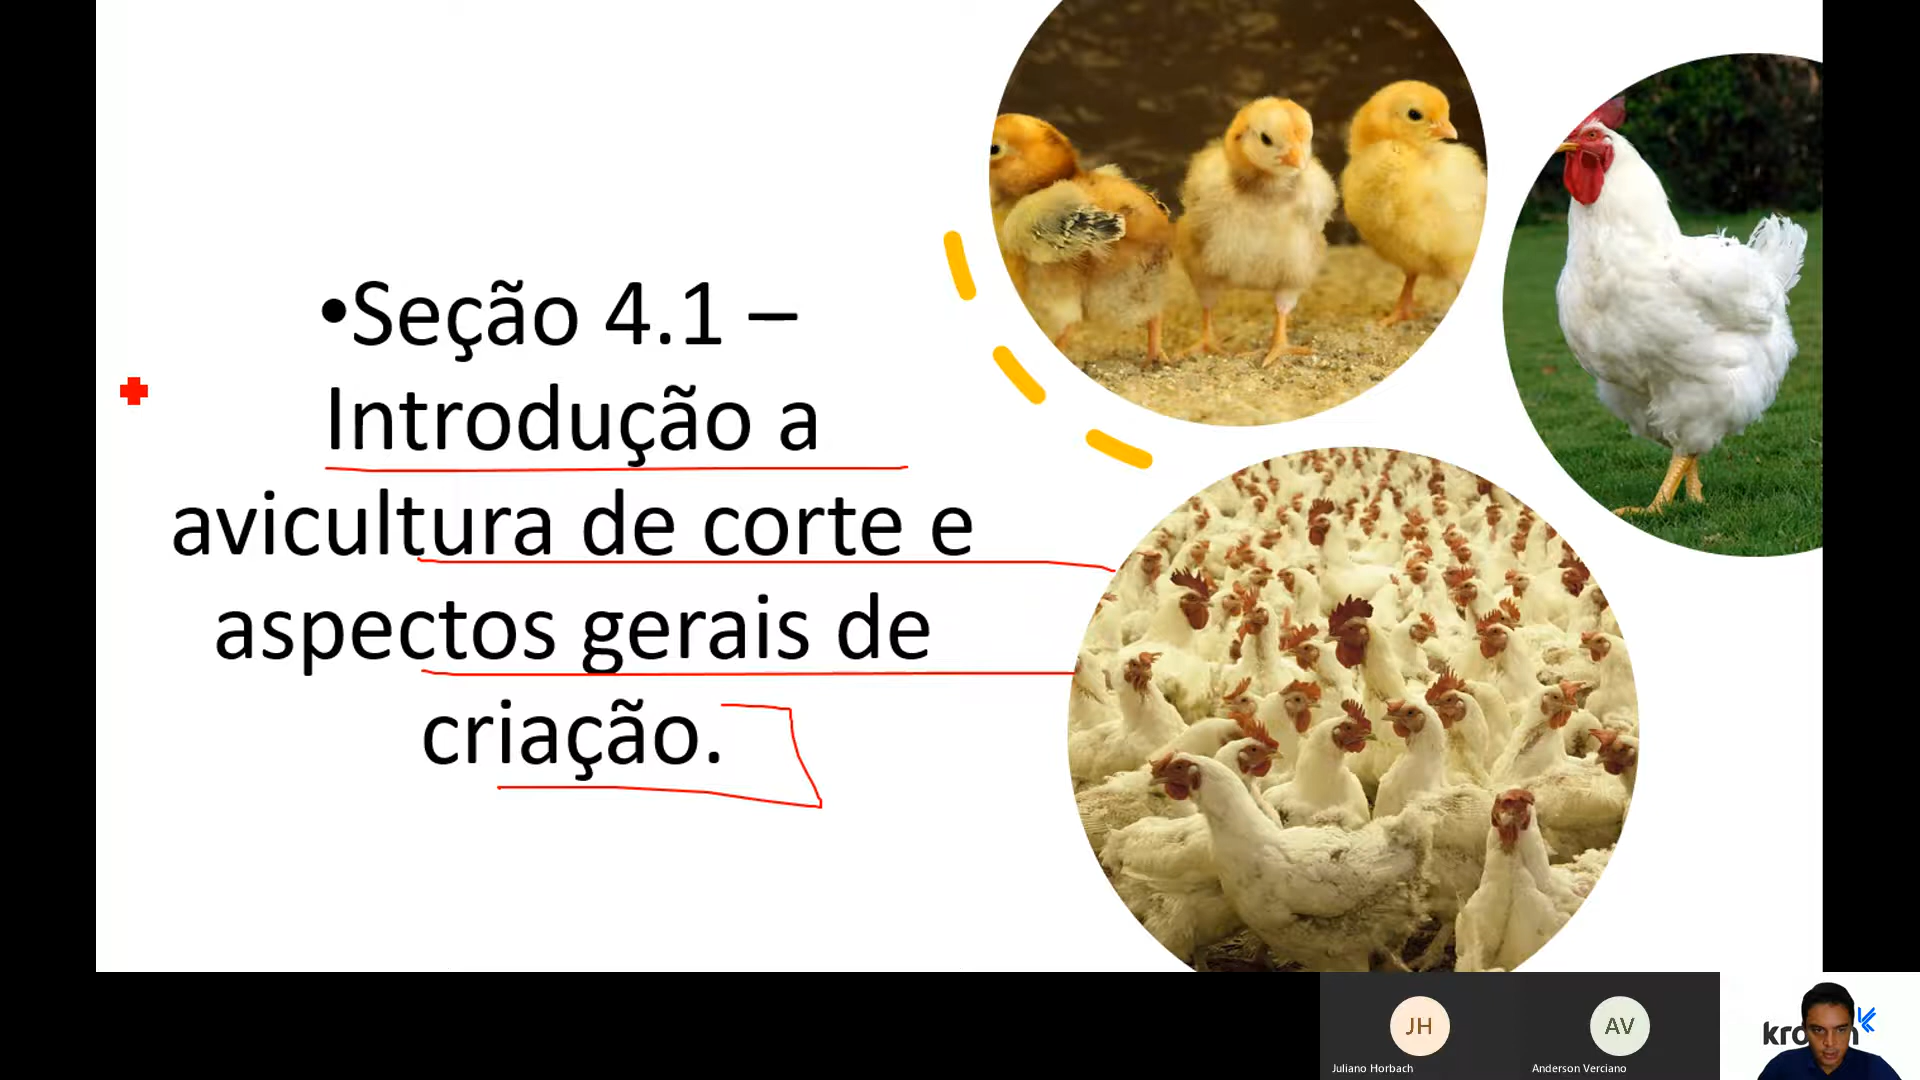 •Seção 4.1 –
Introdução a
avicultura de corte e
aspectos gerais de
criação.
JH
AV
Juliano Horbach
Anderson Verciano